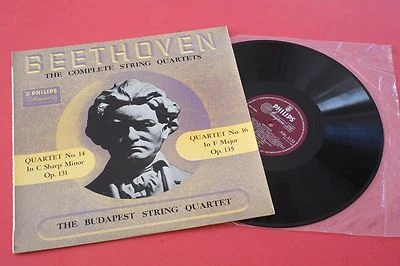 BEETHOVEN
THE COMPLETE STRING QUARTETS
PHILIPS
QUARTET No. 14
In C Sharp Minor
Op. 131
QUARTET No. 16
In F Major
Op. 135
THE BUDAPEST STRING QUARTET
PHILIPS